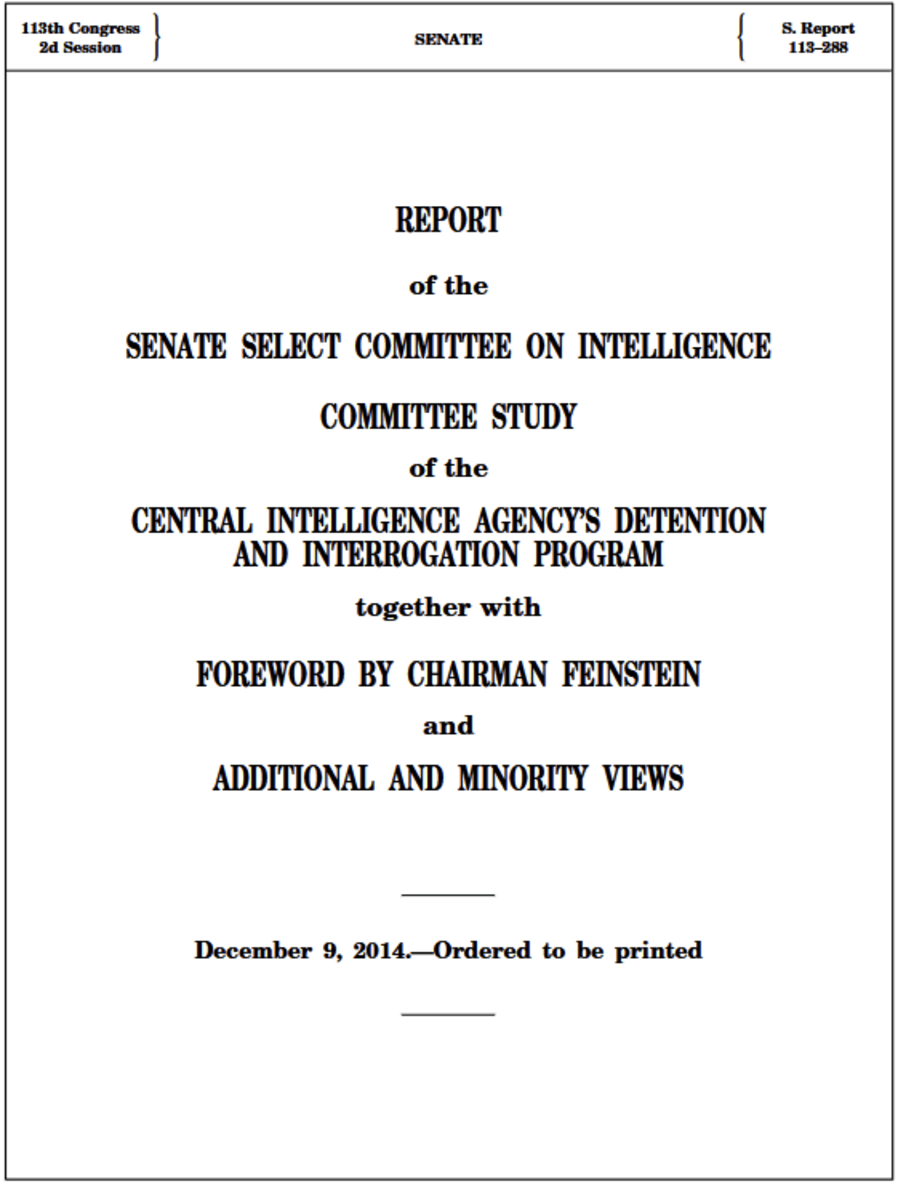 113th Congress
2d Session
SENATE
S. Report
113–288
REPORT
of the
SENATE SELECT COMMITTEE ON INTELLIGENCE
COMMITTEE STUDY
of the
CENTRAL INTELLIGENCE AGENCY'S DETENTION
AND INTERROGATION PROGRAM
together with
FOREWORD BY CHAIRMAN FEINSTEIN
and
ADDITIONAL AND MINORITY VIEWS
December 9, 2014.—Ordered to be printed